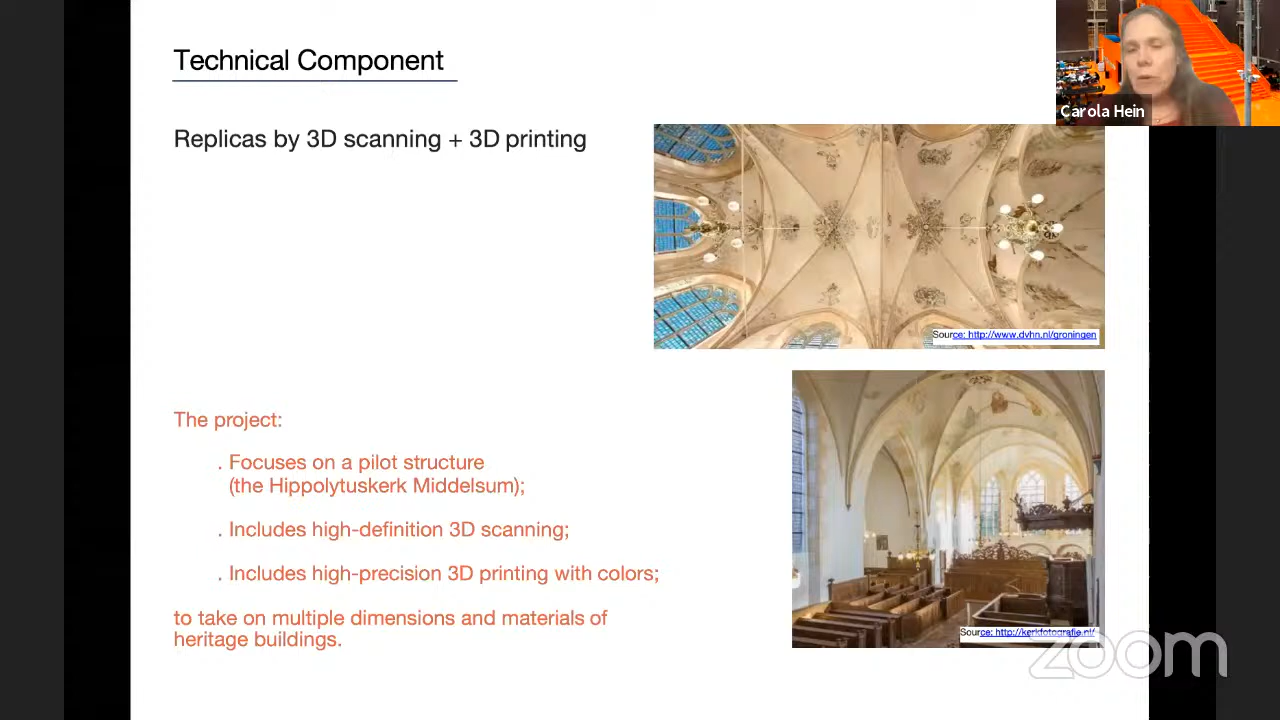 Technical Component
Carola Hein
Replicas by 3D scanning + 3D printing
Source: http://www.dvhn.nl/groningen
The project:
. Focuses on a pilot structure
(the Hippolytuskerk Middelsum);
. Includes high-definition 3D scanning;
. Includes high-precision 3D printing with colors;
to take on multiple dimensions and materials of
heritage buildings.
Source: http://kerkfotografie.nl/
zoom